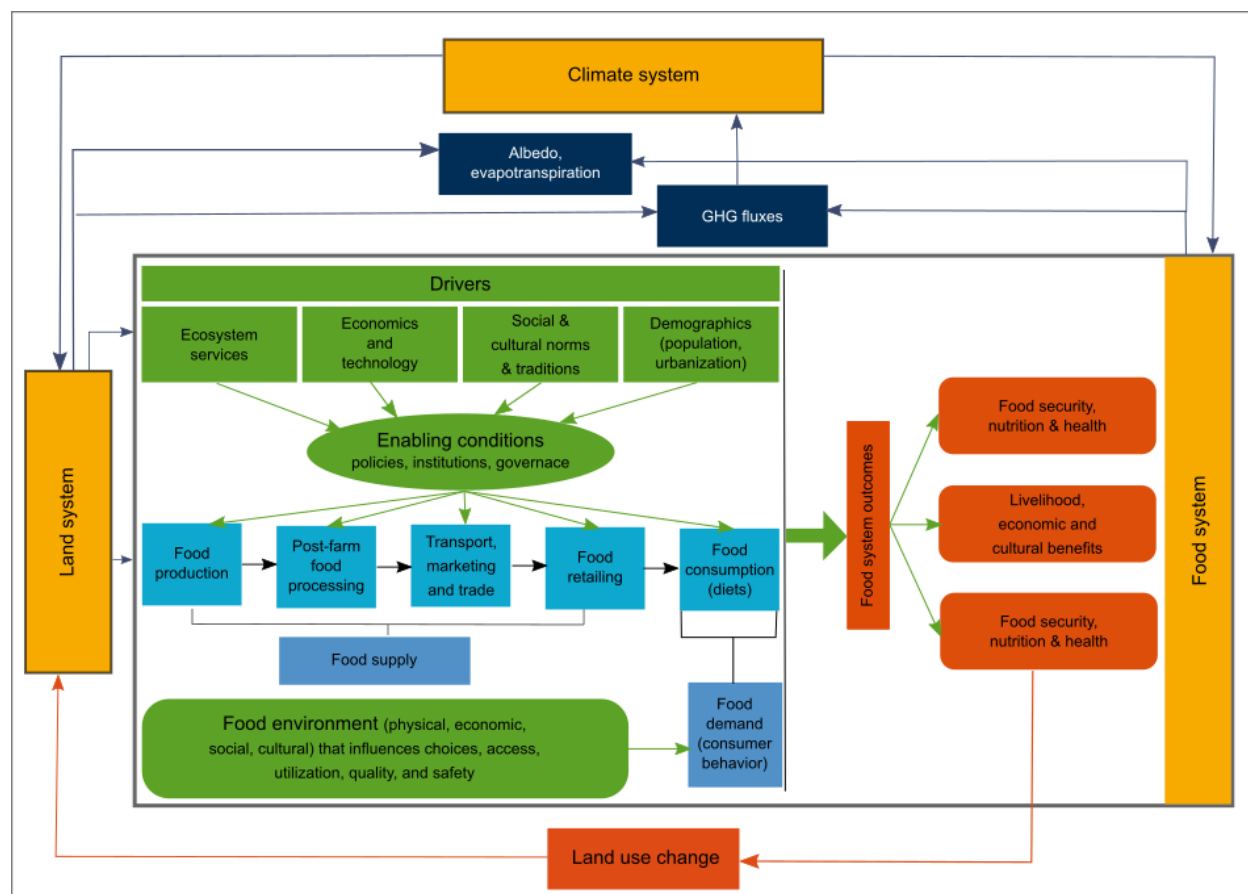 Climate system
Albedo,
evapotranspiration
GHG fluxes
Drivers
Ecosystem
services
Economics
and
technology
Social &
cultural norms
& traditions
Demographics
(population,
urbanization)
Enabling conditions
policies, institutions, governace
Land system
Food
production
Post-farm
food
processing
Transport,
marketing
and trade
Food
retailing
Food
consumption
(diets)
Food supply
Food environment (physical, economic,
social, cultural) that influences choices, access,
utilization, quality, and safety
Food
demand
(consumer
behavior)
Food system outcomes
Food security,
nutrition & health
Livelihood,
economic and
cultural benefits
Food security,
nutrition & health
Food system
Land use change